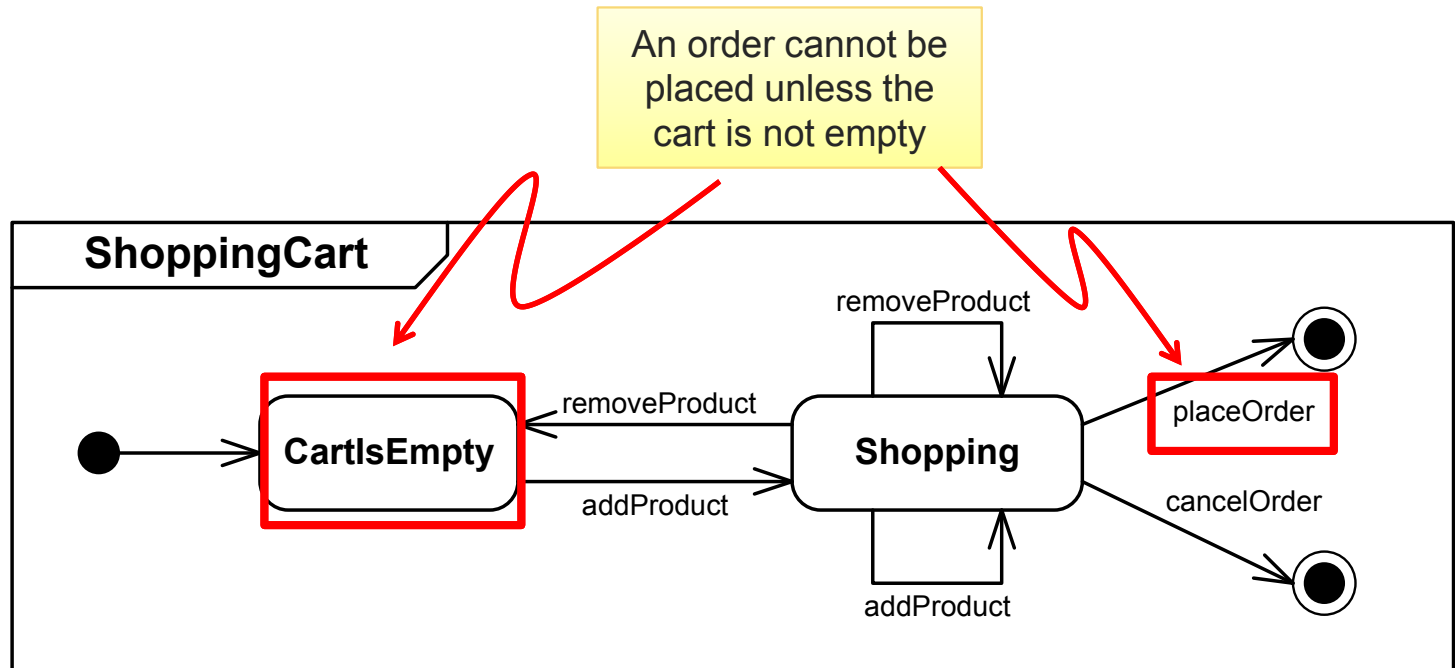 An order cannot be
placed unless the
cart is not empty
ShoppingCart
removeProduct
removeProduct
placeOrder
CartIsEmpty
Shopping
addProduct
cancelOrder
addProduct